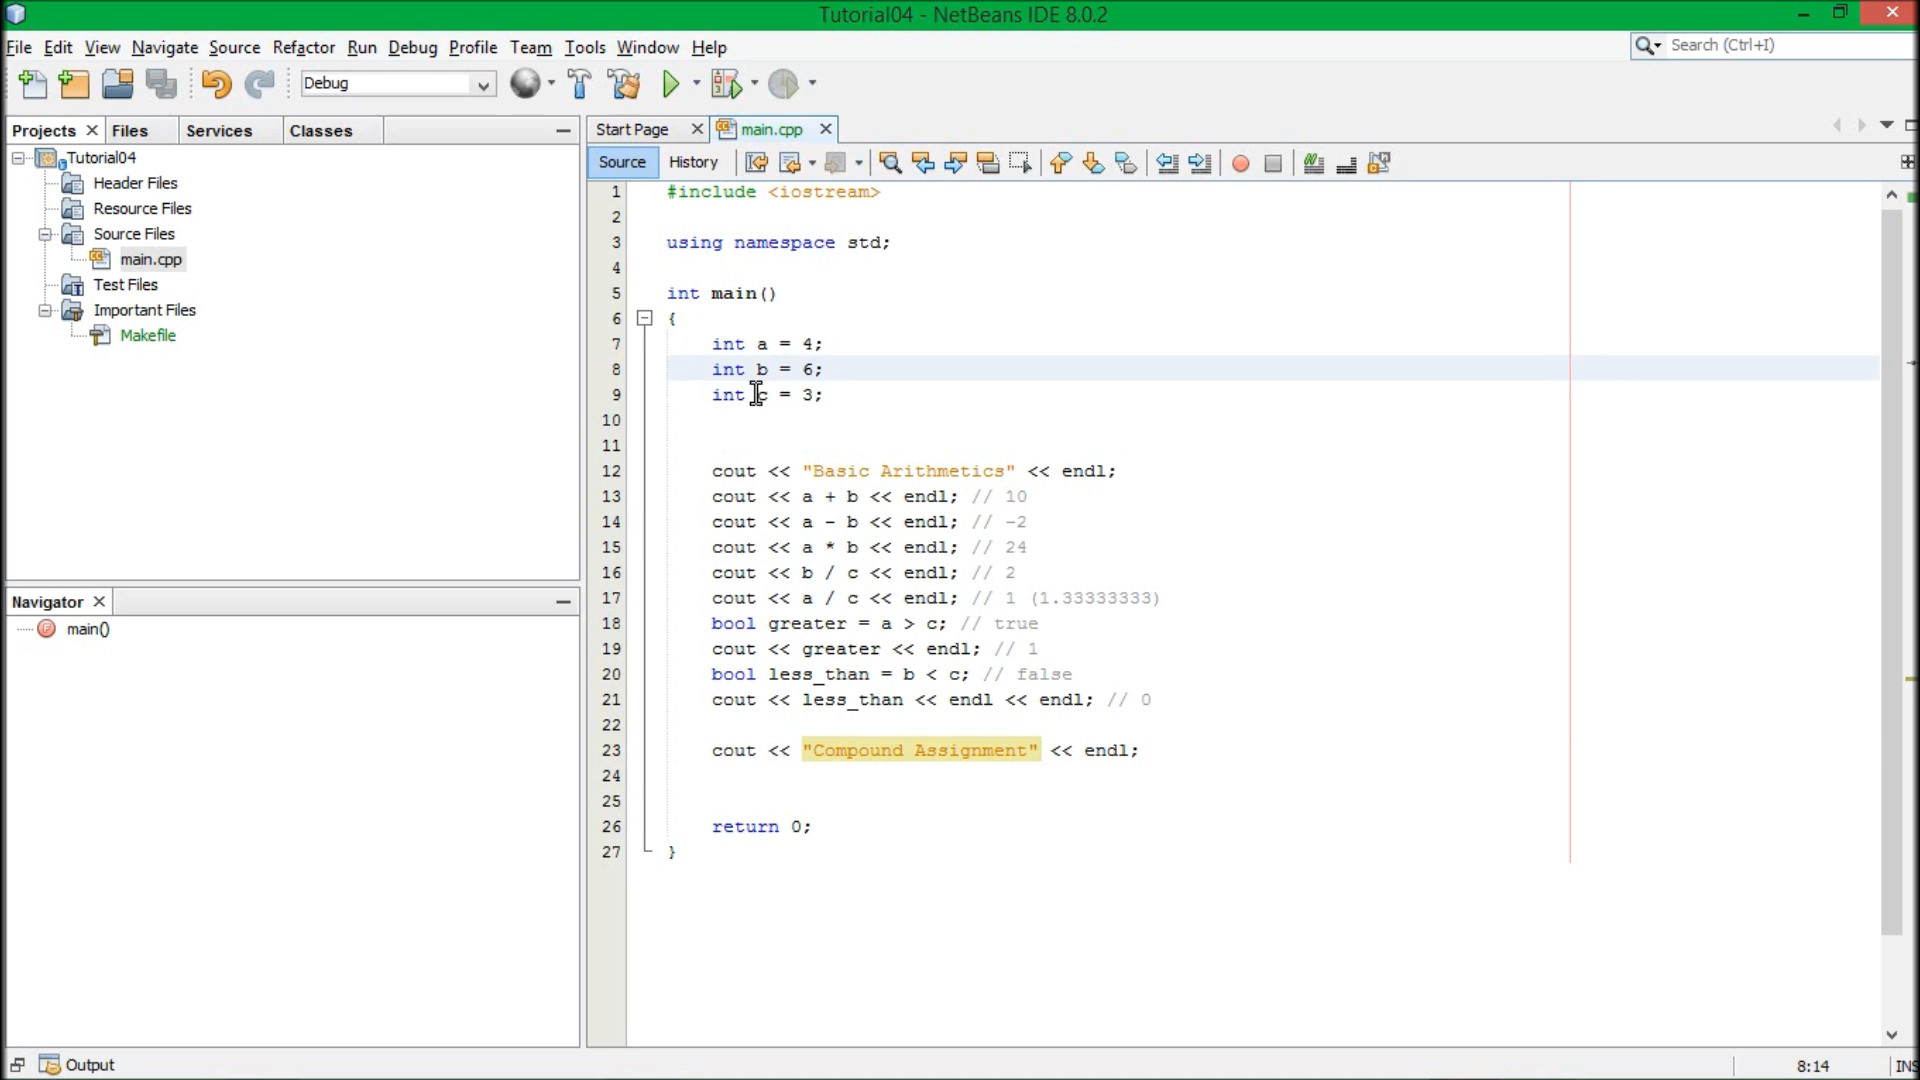 Tutorial04 - NetBeans IDE 8.0.2
File Edit View Navigate Source Refactor Run Debug Profile Team Tools Window Help
Search (Ctrl+I)
Debug
Projects Files Services Classes
Tutorial04
Header Files
Resource Files
Source Files
main.cpp
Test Files
Important Files
Makefile
Navigator
main()
Start Page main.cpp
Source History
1 #include <iostream>
2
3 using namespace std;
4
5 int main()
6 {
7 int a = 4;
8 int b = 6;
9 int c = 3;
10
11
12 cout << "Basic Arithmetics" << endl;
13 cout << a + b << endl; // 10
14 cout << a - b << endl; // -2
15 cout << a * b << endl; // 24
16 cout << b / c << endl; // 2
17 cout << a / c << endl; // 1 (1.33333333)
18 bool greater = a > c; // true
19 cout << greater << endl; // 1
20 bool less_than = b < c; // false
21 cout << less_than << endl << endl; // 0
22
23 cout << "Compound Assignment" << endl;
24
25
26 return 0;
27 }
Output
8:14 INS